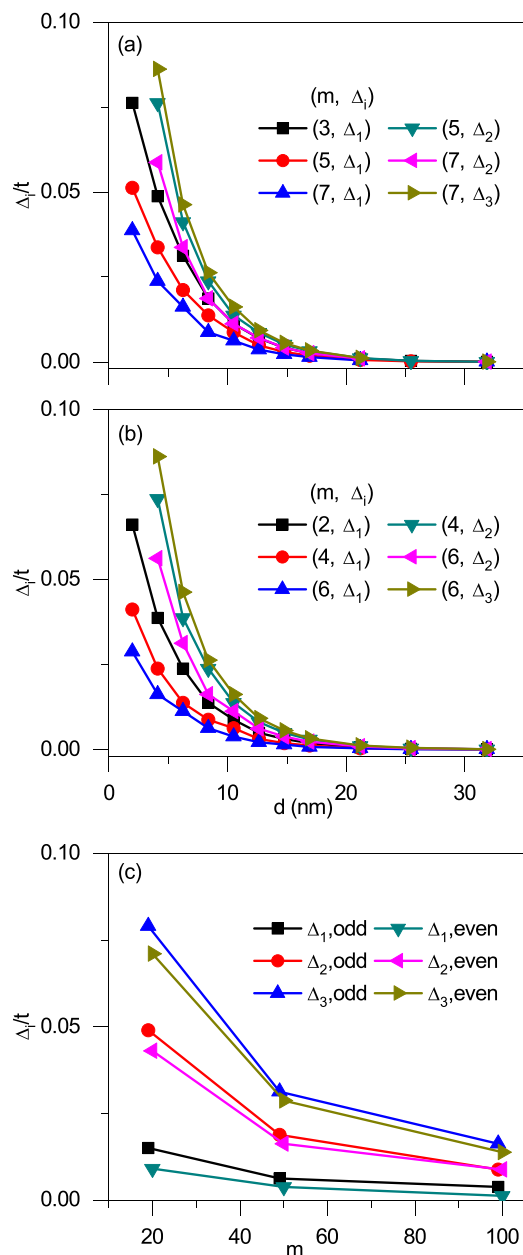 0.10
(a)
(m, Δi)
(3, Δ1) (5, Δ2)
(5, Δ1) (7, Δ2)
(7, Δ1) (7, Δ3)
0.05
Δi/t
0.00
0.10
(b)
(m, Δi)
(2, Δ1) (4, Δ2)
(4, Δ1) (6, Δ2)
(6, Δ1) (6, Δ3)
0.05
Δi/t
0.00
0 10 20 30
d (nm)
0.10
(c)
Δ1,odd Δ1,even
Δ2,odd Δ2,even
Δ3,odd Δ3,even
0.05
Δi/t
0.00
20 40 60 80 100
m